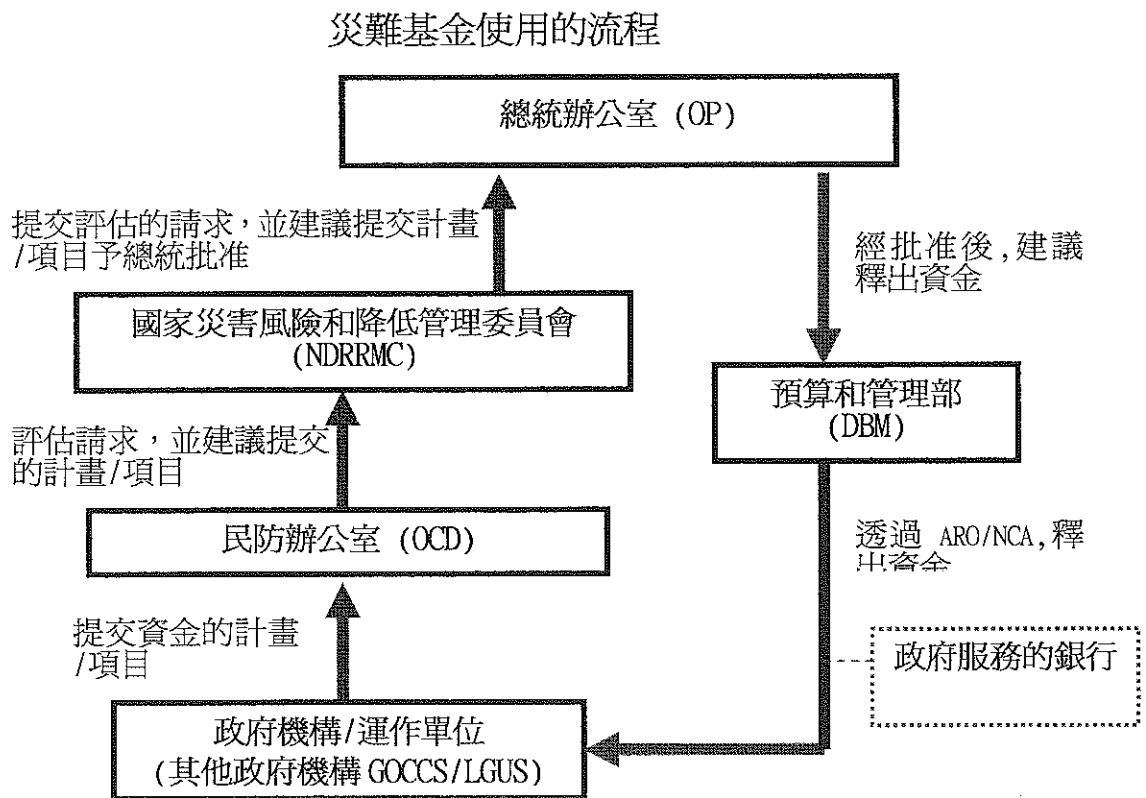 災難基金使用的流程
總統辦公室 (OP)
提交評估的請求，並建議提交計畫
/項目予總統批准
經批准後,建議
釋出資金
國家災害風險和降低管理委員會
(NDRRMC)
預算和管理部
(DBM)
評估請求，並建議提交
的計畫/項目
民防辦公室 (OCD)
透過 ARO/NCA,釋
出資金
提交資金的計畫
/項目
政府服務的銀行
政府機構/運作單位
(其他政府機構 GOCCS/LGUS)